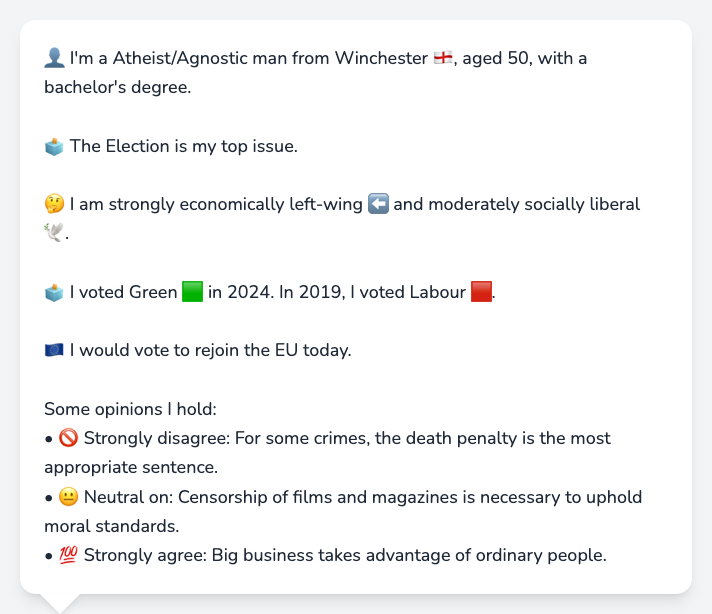 👤 I'm a Atheist/Agnostic man from Winchester 🏴󠁧󠁢󠁥󠁮󠁧󠁿, aged 50, with a
bachelor's degree.
🗳️ The Election is my top issue.
🤔 I am strongly economically left-wing ⬅️ and moderately socially liberal
🕊️.
🗳️ I voted Green 🟩 in 2024. In 2019, I voted Labour 🟥.
🇪🇺 I would vote to rejoin the EU today.
Some opinions I hold:
• 🚫 Strongly disagree: For some crimes, the death penalty is the most
appropriate sentence.
• 😐 Neutral on: Censorship of films and magazines is necessary to uphold
moral standards.
• 💯 Strongly agree: Big business takes advantage of ordinary people.